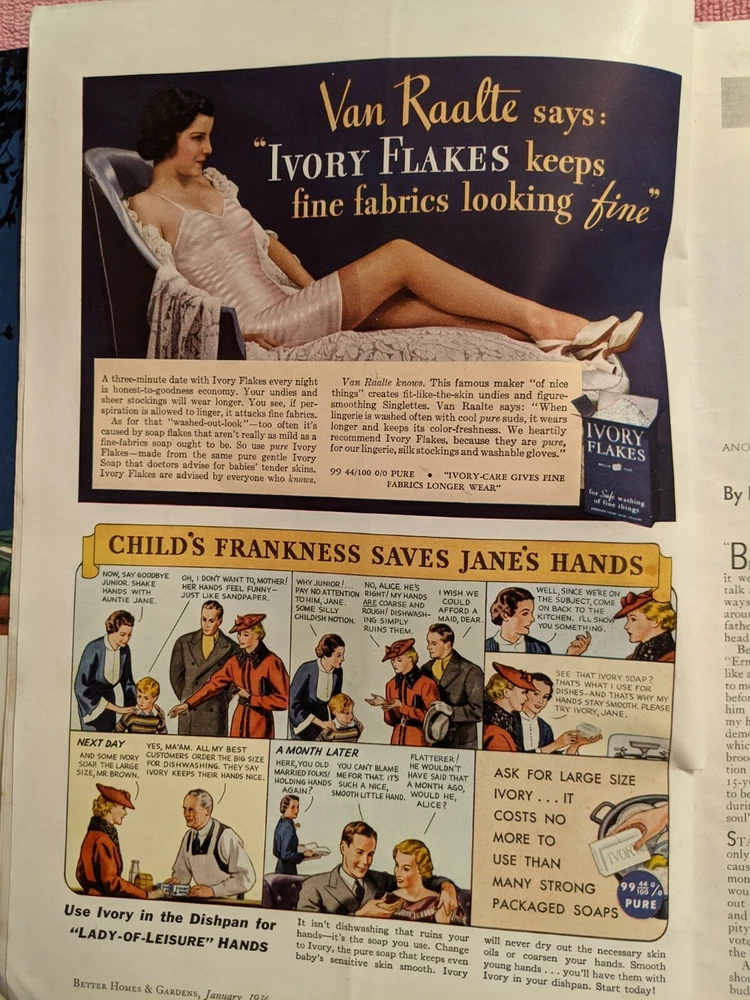 Van Raalte says:
"IVORY FLAKES keeps
fine fabrics looking fine"
A three-minute date with Ivory Flakes every night
is honest-to-goodness economy. Your undies and
sheer stockings will wear longer. You see, if per-
spiration is allowed to linger, it attacks fine fabrics.
As for that "washed-out-look"—too often it's
caused by soap flakes that aren't really as mild as a
fine-fabrics soap ought to be. So use pure Ivory
Flakes—made from the same pure gentle Ivory
Soap that doctors advise for babies' tender skins.
Ivory Flakes are advised by everyone who knows.
Van Raalte knows. This famous maker "of nice
things" creates fit-like-the-skin undies and figure-
smoothing Singlettes. Van Raalte says: "When
lingerie is washed often with cool pure suds, it wears
longer and keeps its color-freshness. We heartily
recommend Ivory Flakes, because they are pure,
for our lingerie, silk stockings and washable gloves."
99 44/100 0/0 PURE • "IVORY-CARE GIVES FINE
FABRICS LONGER WEAR"
IVORY
FLAKES
for Safe washing
of fine things
CHILD'S FRANKNESS SAVES JANE'S HANDS
NOW, SAY GOODBYE
JUNIOR. SHAKE
HANDS WITH
AUNTIE JANE.
OH, I DON'T WANT TO, MOTHER!
HER HANDS FEEL FUNNY—
JUST LIKE SANDPAPER.
WHY JUNIOR!...
PAY NO ATTENTION
TO HIM, JANE.
SOME SILLY
CHILDISH NOTION.
NO, ALICE. HE'S
RIGHT! MY HANDS
ARE COARSE AND
ROUGH! DISHWASH-
ING SIMPLY
RUINS THEM.
I WISH WE
COULD
AFFORD A
MAID, DEAR.
WELL, SINCE WE'RE ON
THE SUBJECT, COME
ON BACK TO THE
KITCHEN. I'LL SHOW
YOU SOMETHING.
SEE THAT IVORY SOAP?
THAT'S WHAT I USE FOR
DISHES-AND THAT'S WHY MY
HANDS STAY SMOOTH. PLEASE
TRY IVORY, JANE.
NEXT DAY
AND SOME IVORY
SOAP. THE LARGE
SIZE, MR. BROWN.
YES, MA'AM. ALL MY BEST
CUSTOMERS ORDER THE BIG SIZE
FOR DISHWASHING. THEY SAY
IVORY KEEPS THEIR HANDS NICE.
A MONTH LATER
HERE, YOU OLD
MARRIED FOLKS!
HOLDING HANDS
AGAIN?
YOU CAN'T BLAME
ME FOR THAT. IT'S
SUCH A NICE,
SMOOTH LITTLE HAND.
FLATTERER!
HE WOULDN'T
HAVE SAID THAT
A MONTH AGO,
WOULD HE,
ALICE?
ASK FOR LARGE SIZE
IVORY... IT
COSTS NO
MORE TO
USE THAN
MANY STRONG
PACKAGED SOAPS
IVORY
99 44/100 %
PURE
Use Ivory in the Dishpan for
"LADY-OF-LEISURE" HANDS
It isn't dishwashing that ruins your
hands—it's the soap you use. Change
to Ivory, the pure soap that keeps even
baby's sensitive skin smooth. Ivory
will never dry out the necessary skin
oils or coarsen your hands. Smooth
young hands ... you'll have them with
Ivory in your dishpan. Start today!
BETTER HOMES & GARDENS, January